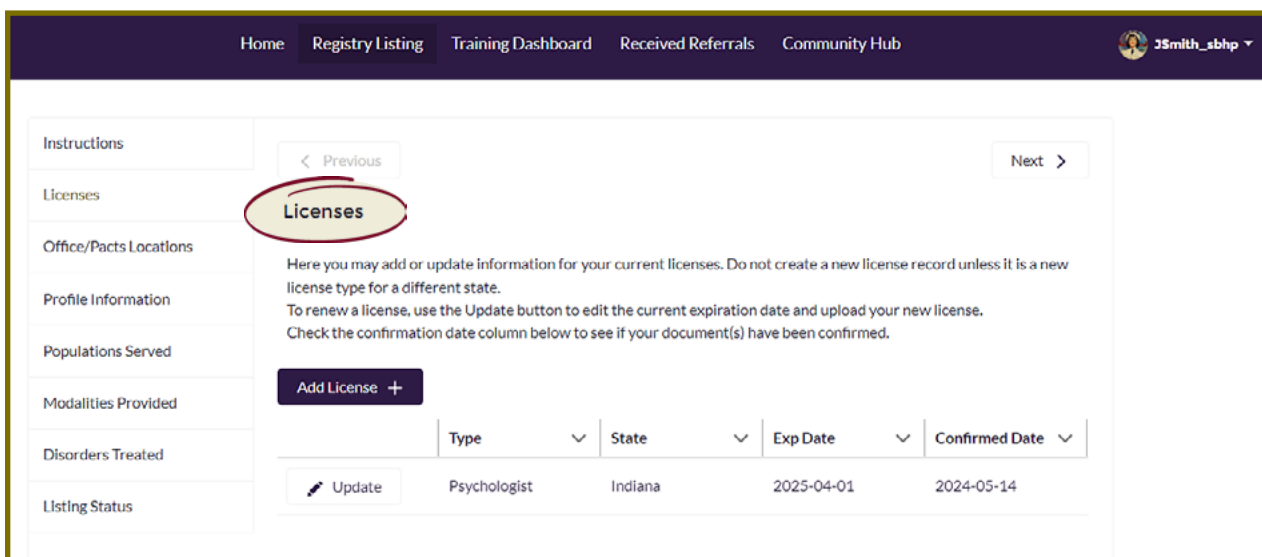 Home Registry Listing Training Dashboard Received Referrals Community Hub JSmith_sbhp
Instructions
Licenses
Office/Pacts Locations
Profile Information
Populations Served
Modalities Provided
Disorders Treated
Listing Status
Previous Next
Licenses
Here you may add or update information for your current licenses. Do not create a new license record unless it is a new
license type for a different state.
To renew a license, use the Update button to edit the current expiration date and upload your new license.
Check the confirmation date column below to see if your document(s) have been confirmed.
Add License +
Type State Exp Date Confirmed Date
Update Psychologist Indiana 2025-04-01 2024-05-14